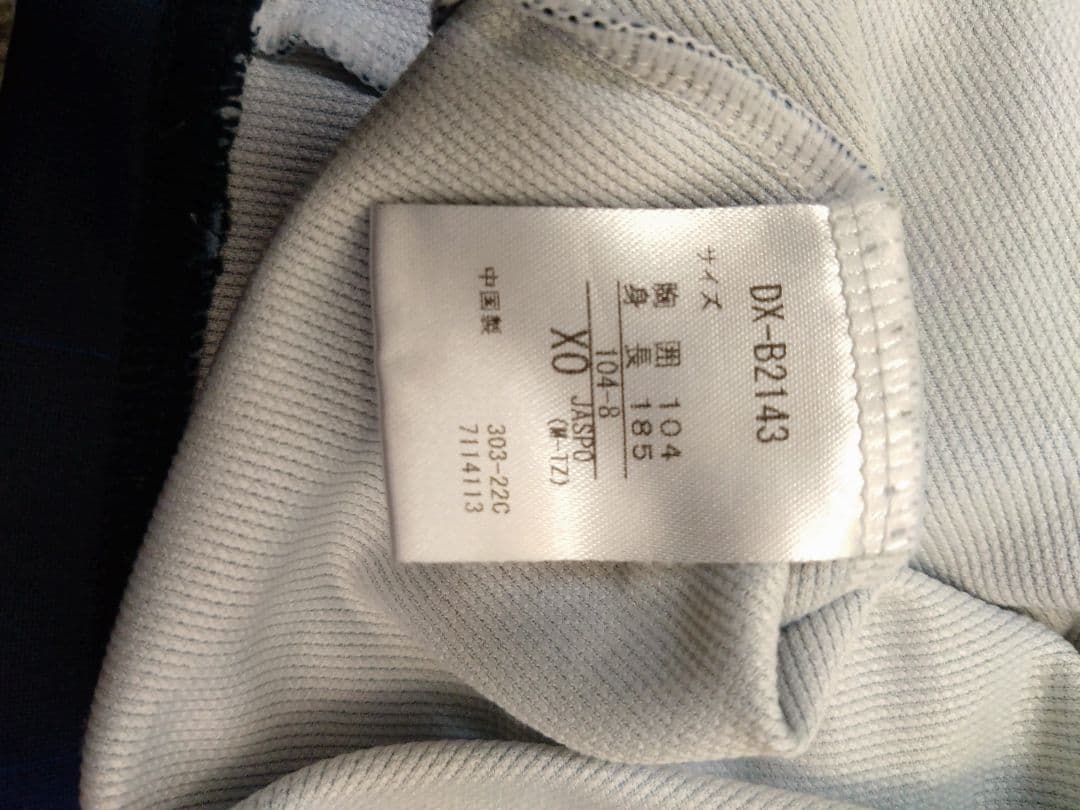 DX-B2143
サイズ
胸囲 104
身長 185
104-8
XO JASPO
(M-TZ)
303-22C
中国製 7114113